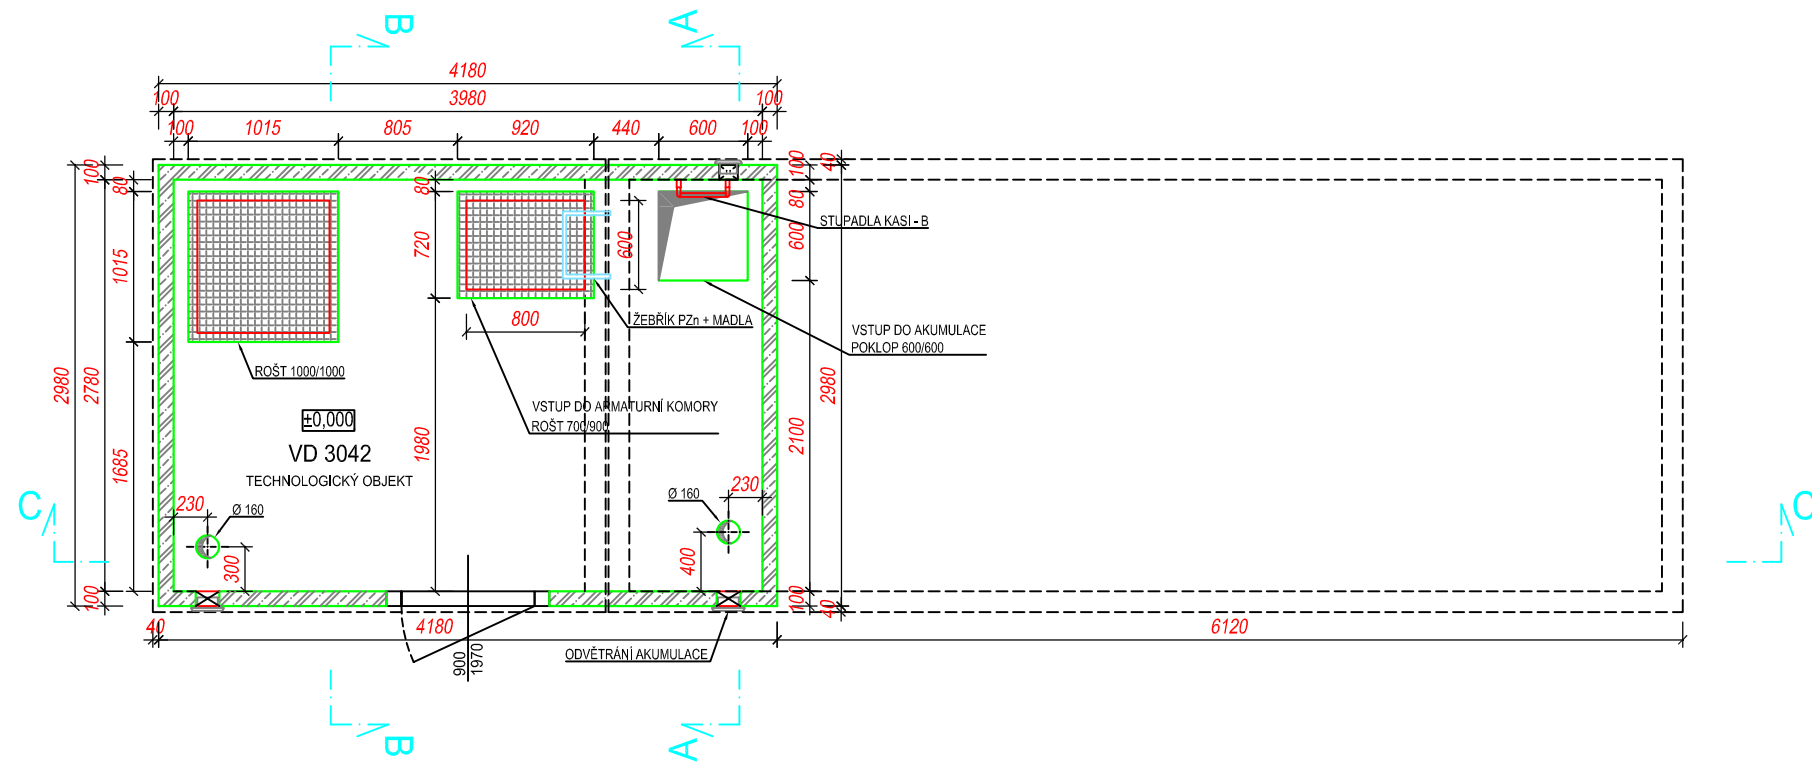 B
A
4180
100
3980
100
100
1015
805
920
440
600
100
100
80
80
100
40
80
STUPADLA KASI - B
1015
720
600
600
800
ŽEBŘÍK PZn + MADLA
VSTUP DO AKUMULACE
POKLOP 600/600
ROŠT 1000/1000
2980
2780
2980
VSTUP DO ARMATURNÍ KOMORY
ROŠT 700/900
±0,000
VD 3042
TECHNOLOGICKÝ OBJEKT
1685
1980
2100
C
C
230
Ø 160
Ø 160
230
300
400
100
100
40
40
4180
6120
ODVĚTRÁNÍ AKUMULACE
900
1970
B
A